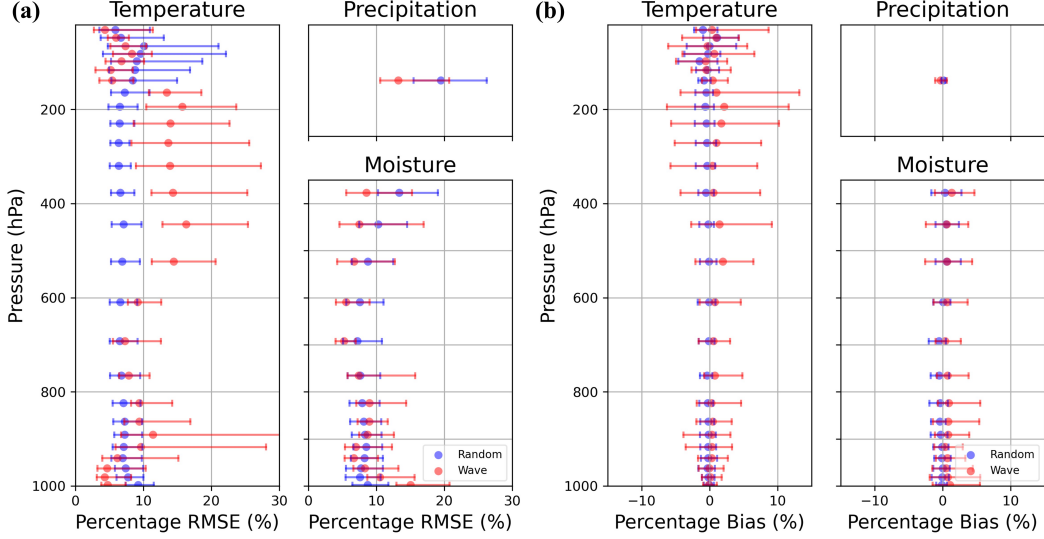 (a)
Temperature
Precipitation
Moisture
Pressure (hPa)
200
400
600
800
1000
0
10
20
30
Percentage RMSE (%)
0
10
20
30
Percentage RMSE (%)
Random
Wave
(b)
Temperature
Precipitation
Moisture
Pressure (hPa)
200
400
600
800
1000
−10
0
10
Percentage Bias (%)
−10
0
10
Percentage Bias (%)
Random
Wave